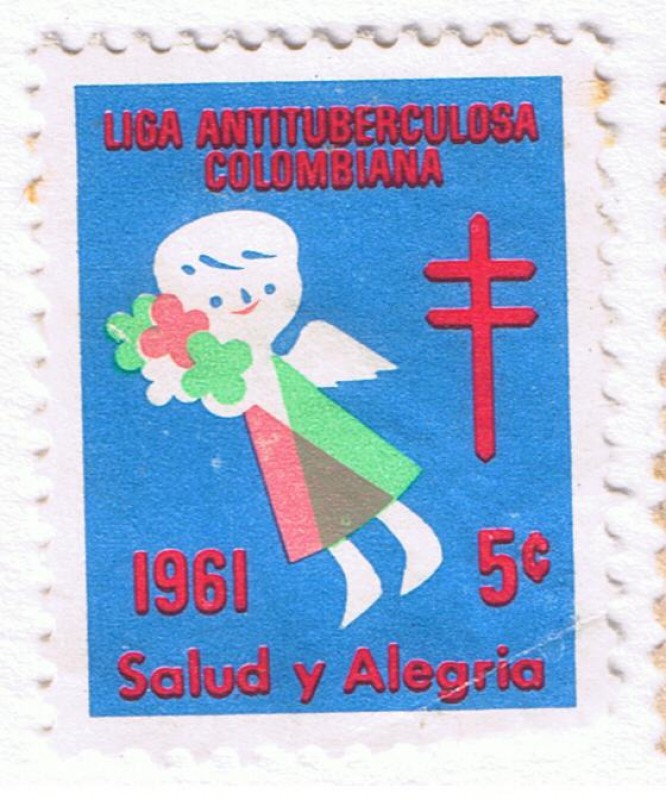 LIGA ANTITUBERCULOSA
COLOMBIANA
1961
5¢
Salud y Alegria